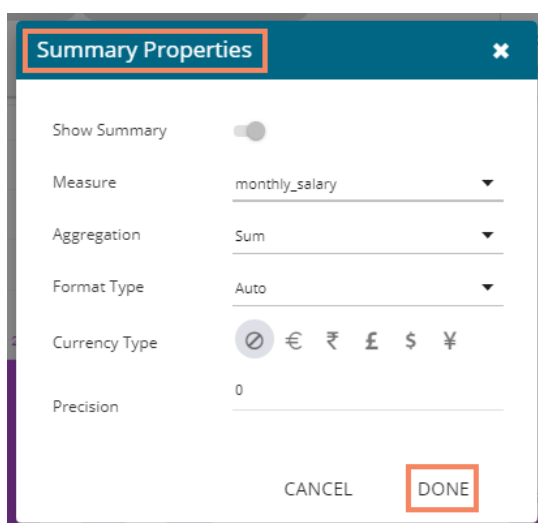 Summary Properties
Show Summary
Measure monthly_salary
Aggregation Sum
Format Type Auto
Currency Type € ₹ £ $ ¥
Precision 0
CANCEL DONE